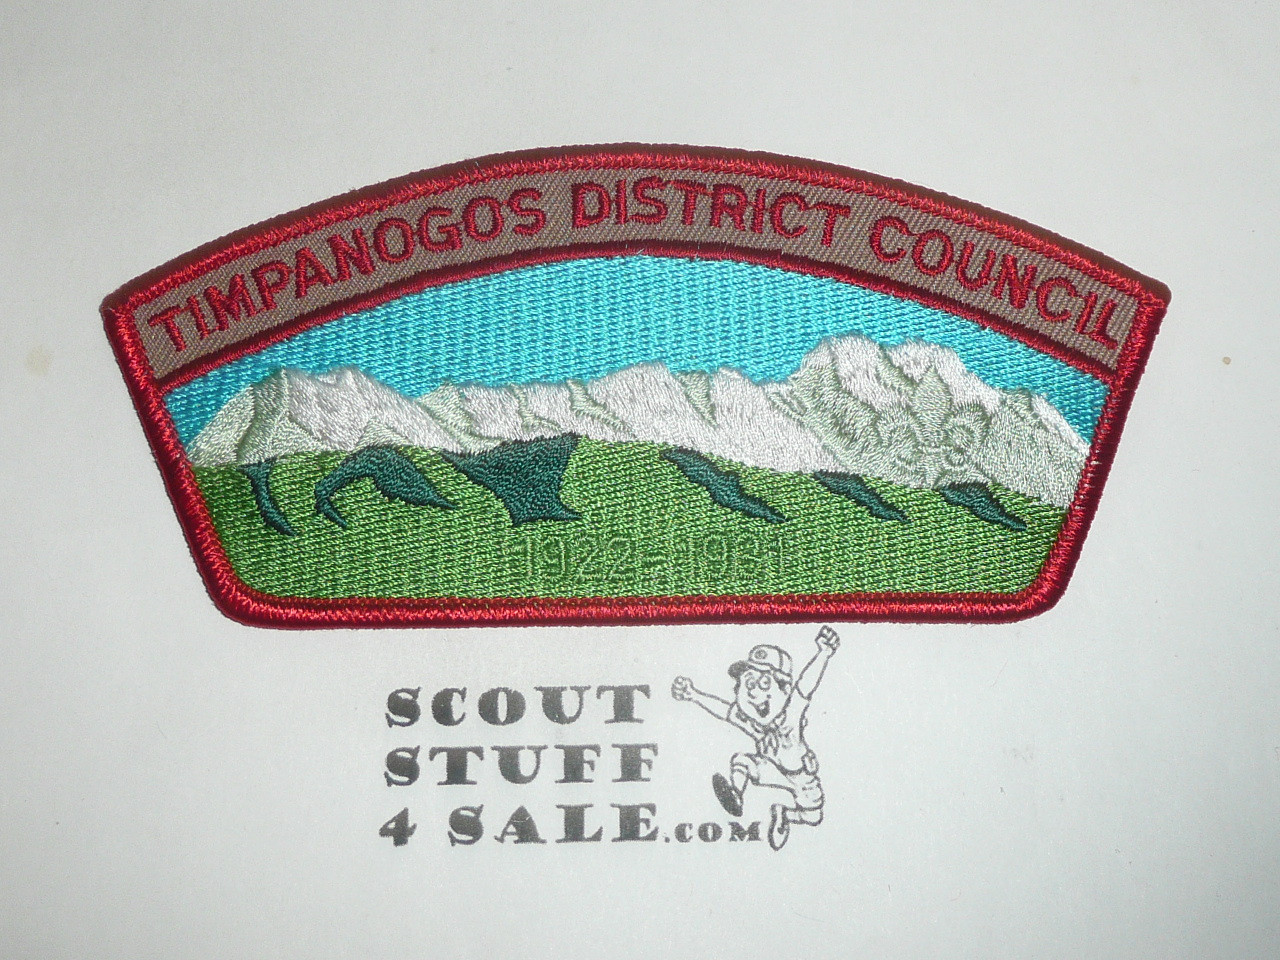 TIMPANOGOS DISTRICT COUNCIL
1922-1931
SCOUT
STUFF
4 SALE.COM